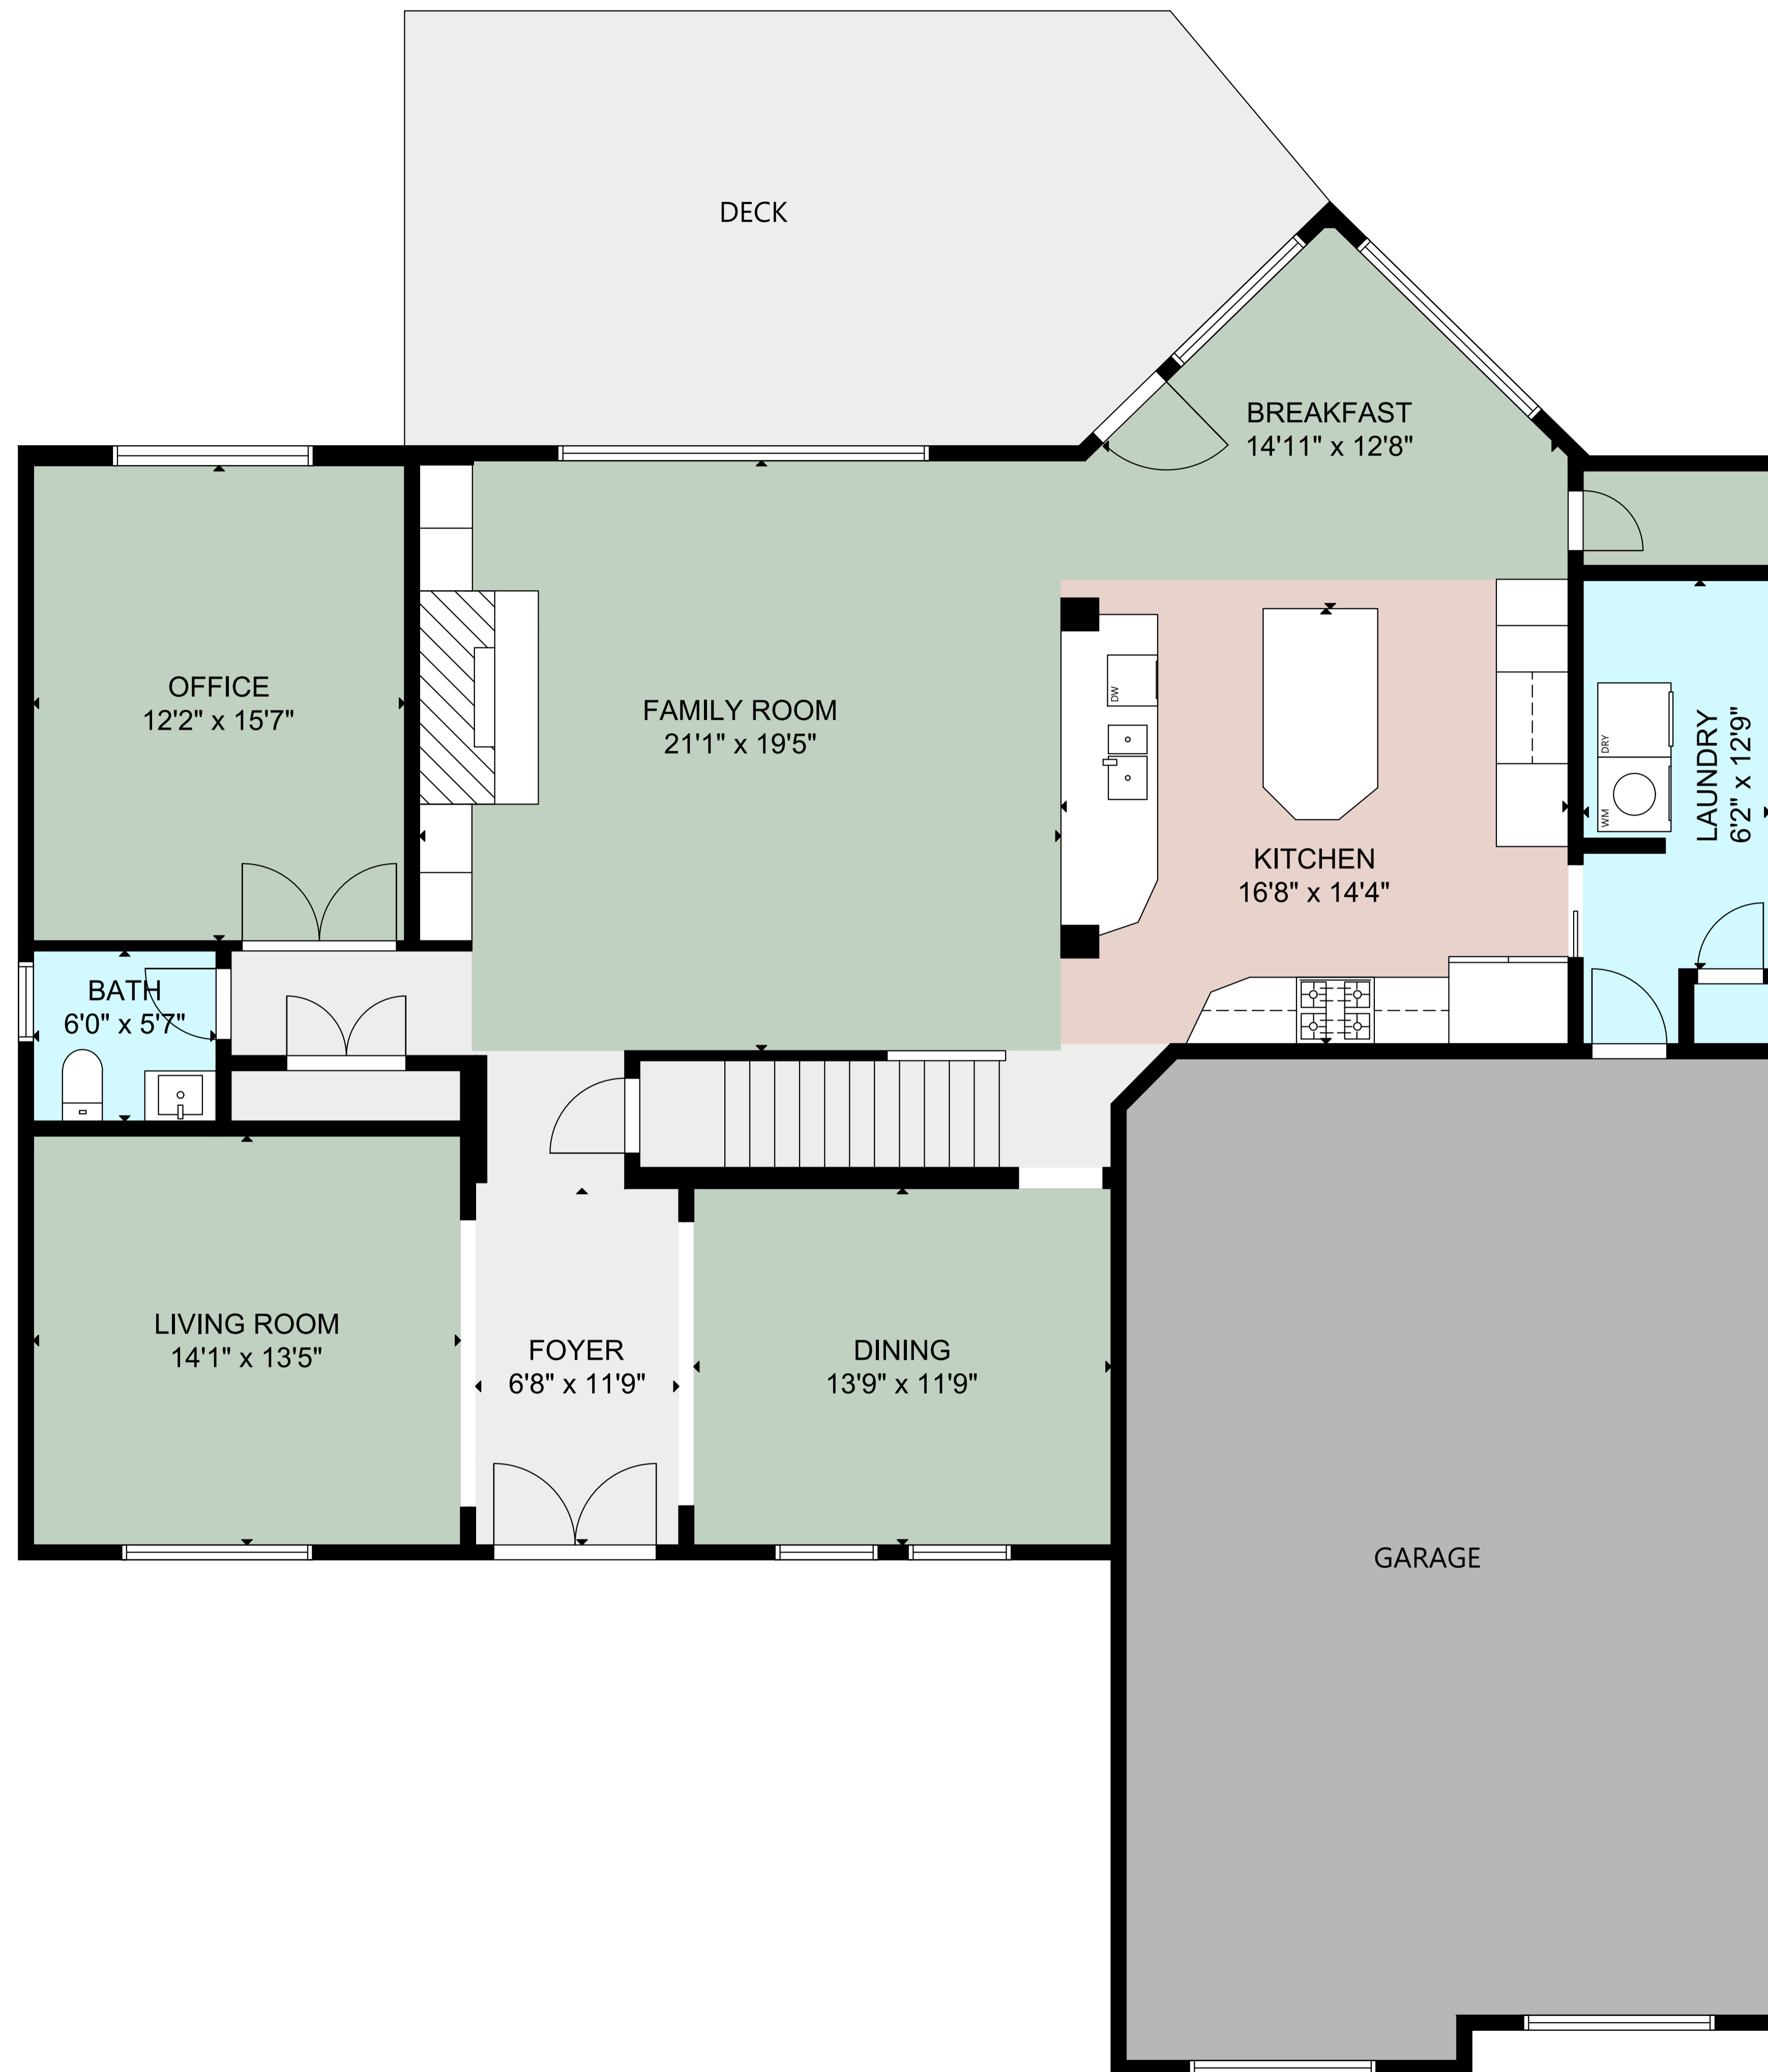 DECK
BREAKFAST
14'11" x 12'8"
OFFICE
12'2" x 15'7"
FAMILY ROOM
21'1" x 19'5"
DW
KITCHEN
16'8" x 14'4"
DRY
WM
LAUNDRY
6'2" x 12'9"
BATH
6'0" x 5'7"
LIVING ROOM
14'1" x 13'5"
FOYER
6'8" x 11'9"
DINING
13'9" x 11'9"
GARAGE